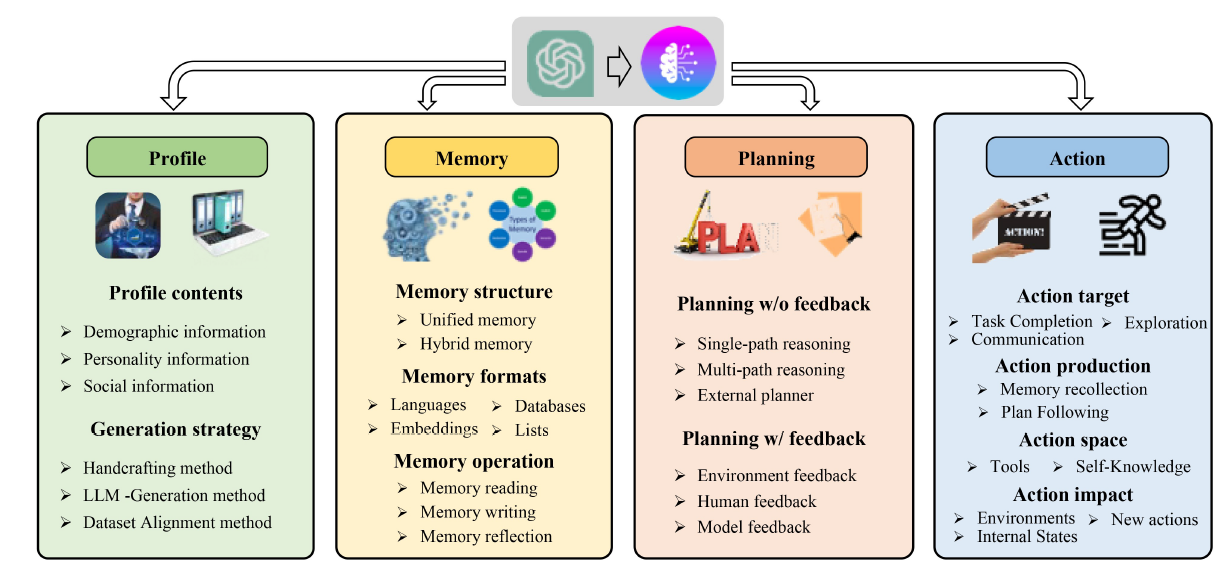 Profile
Profile contents
➢ Demographic information
➢ Personality information
➢ Social information
Generation strategy
➢ Handcrafting method
➢ LLM -Generation method
➢ Dataset Alignment method
Memory
Types of
Memory
Memory structure
➢ Unified memory
➢ Hybrid memory
Memory formats
➢ Languages ➢ Databases
➢ Embeddings ➢ Lists
Memory operation
➢ Memory reading
➢ Memory writing
➢ Memory reflection
Planning
PLAN
Planning w/o feedback
➢ Single-path reasoning
➢ Multi-path reasoning
➢ External planner
Planning w/ feedback
➢ Environment feedback
➢ Human feedback
➢ Model feedback
Action
ACTION!
Action target
➢ Task Completion ➢ Exploration
➢ Communication
Action production
➢ Memory recollection
➢ Plan Following
Action space
➢ Tools ➢ Self-Knowledge
Action impact
➢ Environments ➢ New actions
➢ Internal States